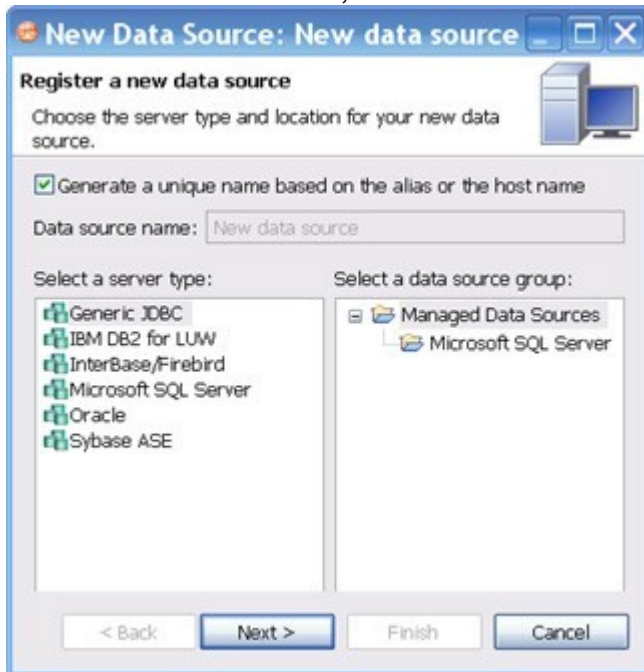 New Data Source: New data source
Register a new data source
Choose the server type and location for your new data
source.
Generate a unique name based on the alias or the host name
Data source name: New data source
Select a server type:
Generic JDBC
IBM DB2 for LUW
InterBase/Firebird
Microsoft SQL Server
Oracle
Sybase ASE
Select a data source group:
Managed Data Sources
Microsoft SQL Server
< Back
Next >
Finish
Cancel